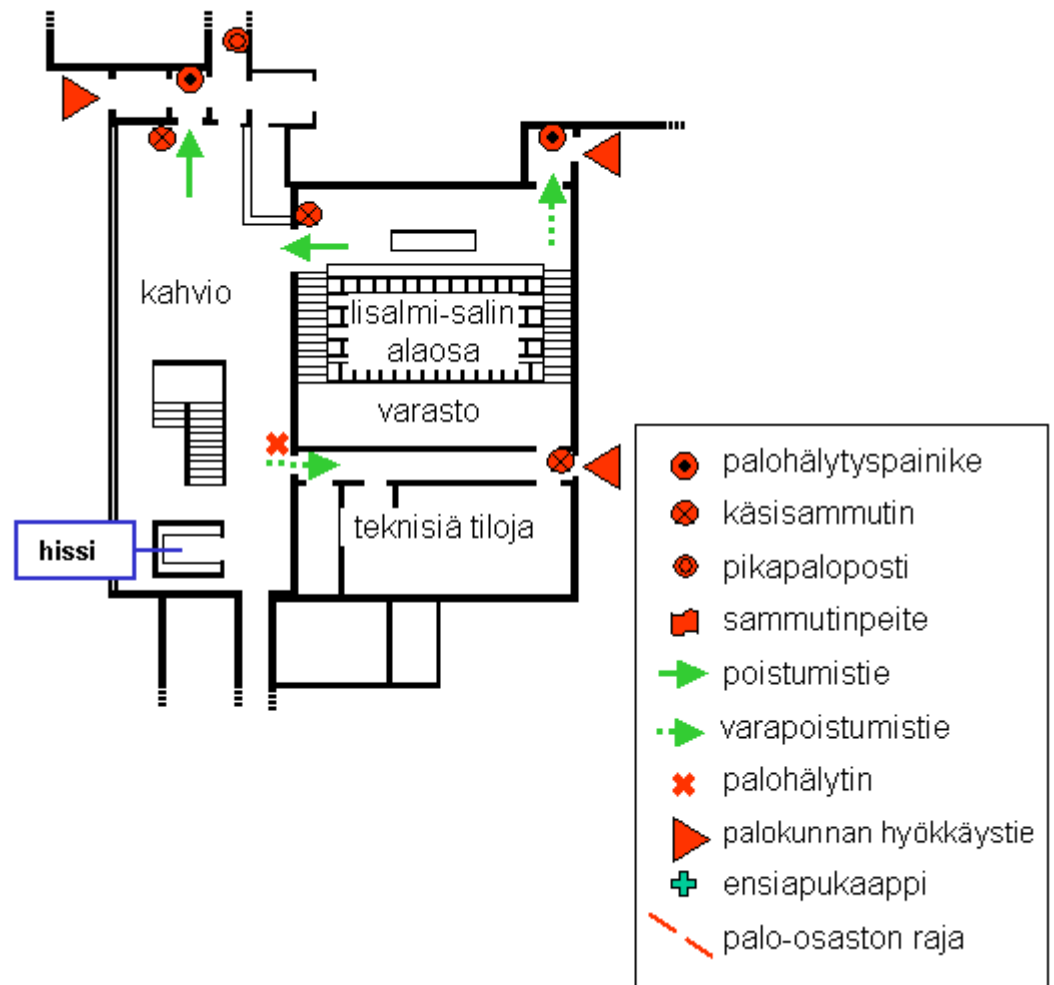 kahvio
Iisalmi-salin
alaosa
varasto
teknisiä tiloja
hissi
palohälytyspainike
käsisammutin
pikapaloposti
sammutinpeite
poistumistie
varapoistumistie
palohälytin
palokunnan hyökkäystie
ensiapukaappi
palo-osaston raja